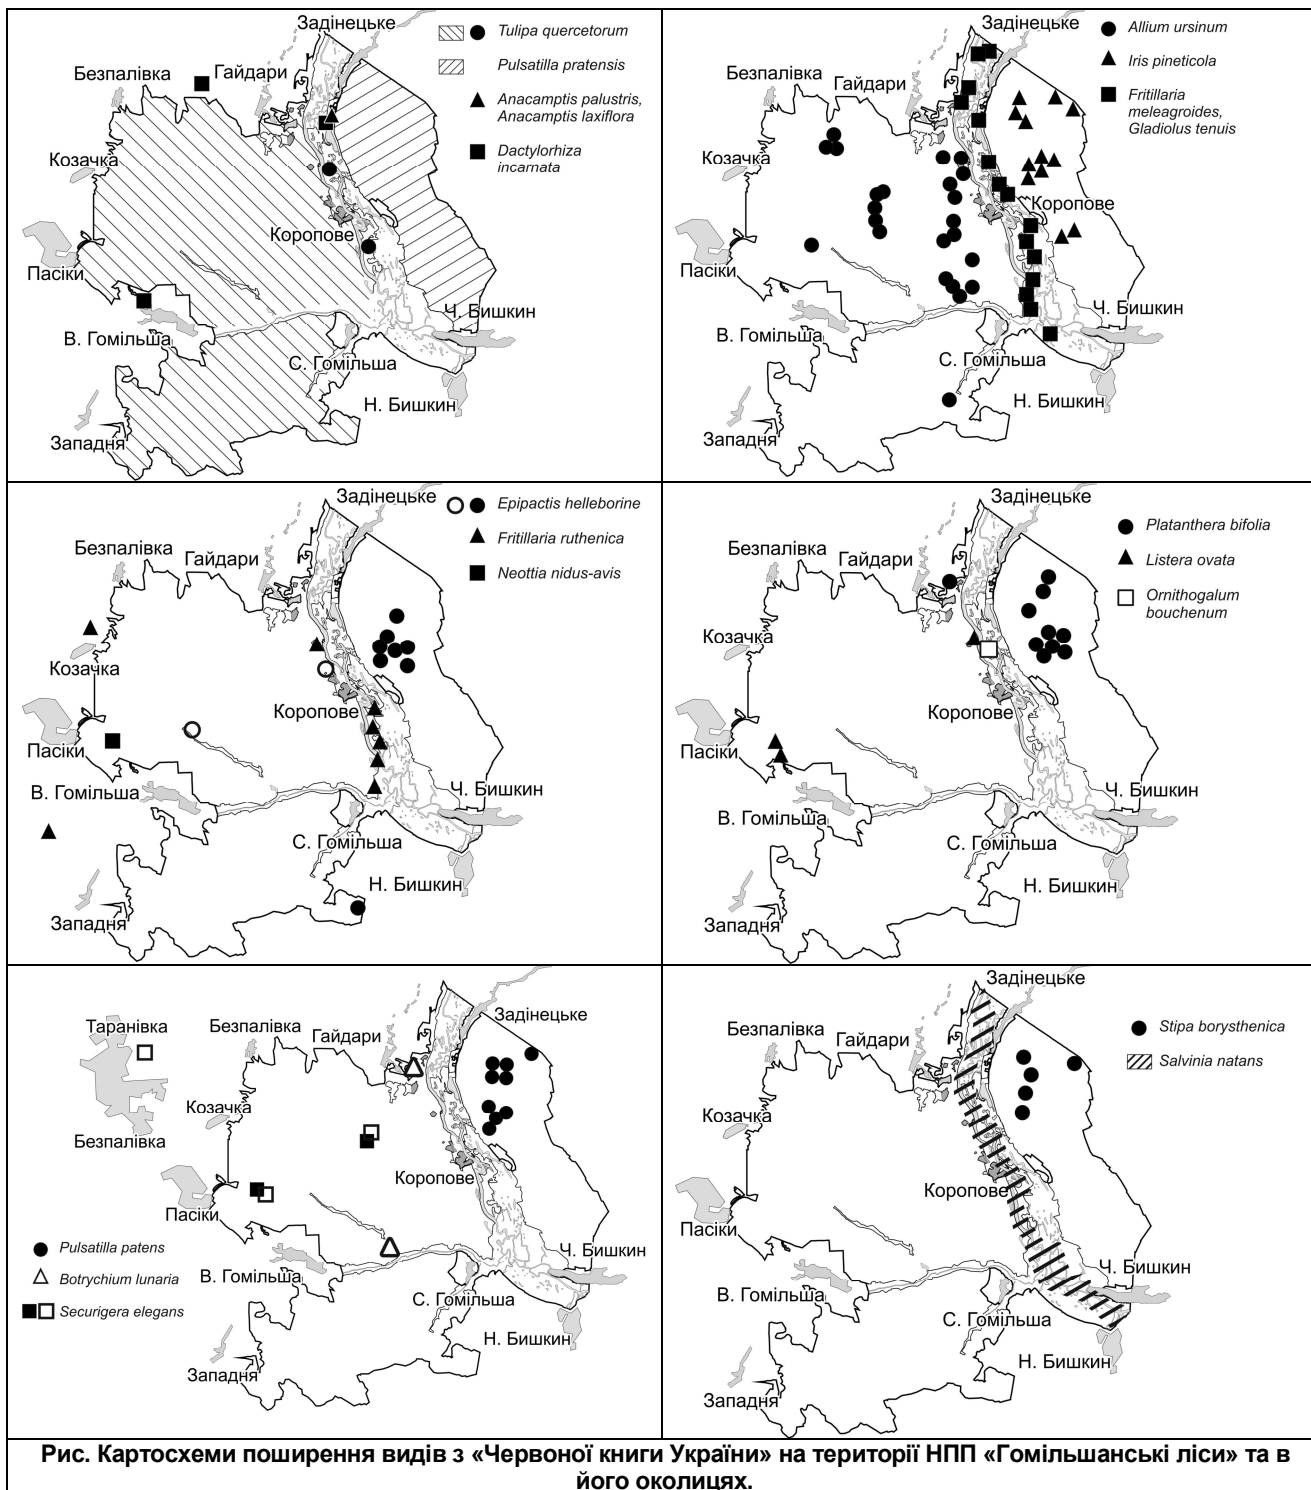 Задінецьке
Безпалівка
Гайдари
Козачка
Коропове
Пасіки
В. Гомільша
Ч. Бишкин
С. Гомільша
Н. Бишкин
Западня
Tulipa quercetorum
Pulsatilla pratensis
Anacamptis palustris,
Anacamptis laxiflora
Dactylorhiza
incarnata
Задінецьке
Безпалівка
Гайдари
Козачка
Коропове
Пасіки
Ч. Бишкин
В. Гомільша
С. Гомільша
Н. Бишкин
Западня
Allium ursinum
Iris pineticola
Fritillaria
meleagroides,
Gladiolus tenuis
Задінецьке
Безпалівка
Гайдари
Козачка
Коропове
Пасіки
В. Гомільша
Ч. Бишкин
С. Гомільша
Н. Бишкин
Западня
Epipactis helleborine
Fritillaria ruthenica
Neottia nidus-avis
Задінецьке
Безпалівка
Гайдари
Козачка
Коропове
Пасіки
Ч. Бишкин
В. Гомільша
С. Гомільша
Н. Бишкин
Западня
Platanthera bifolia
Listera ovata
Ornithogalum
bouchenum
Таранівка
Безпалівка
Гайдари
Задінецьке
Козачка
Безпалівка
Коропове
Пасіки
Ч. Бишкин
В. Гомільша
С. Гомільша
Н. Бишкин
Западня
Pulsatilla patens
Botrychium lunaria
Securigera elegans
Задінецьке
Безпалівка
Гайдари
Козачка
Коропове
Пасіки
Ч. Бишкин
В. Гомільша
С. Гомільша
Н. Бишкин
Западня
Stipa borysthenica
Salvinia natans
Рис. Картосхеми поширення видів з «Червоної книги України» на території НПП «Гомільшанські ліси» та в
його околицях.